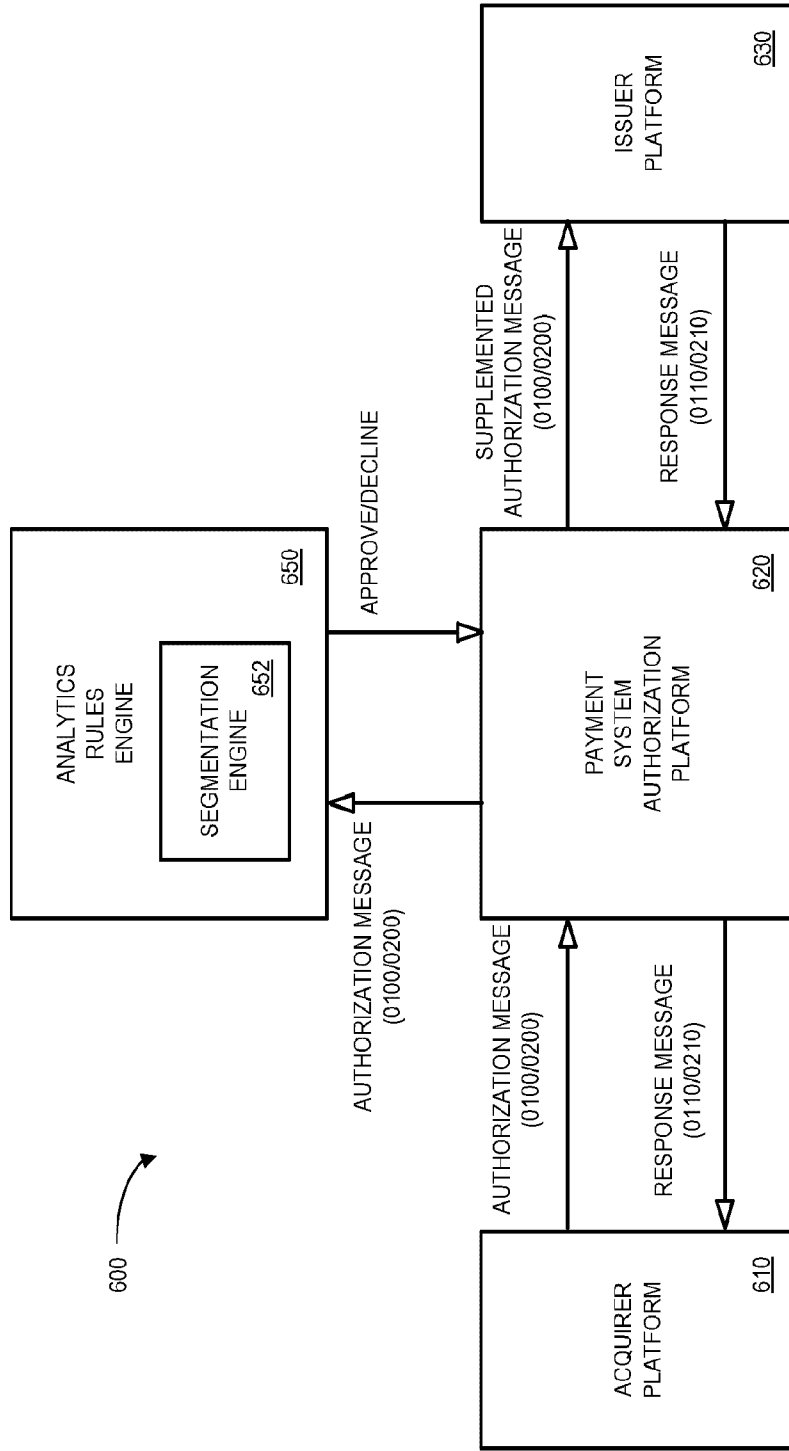 600
ANALYTICS
RULES
ENGINE
650
SEGMENTATION
ENGINE
652
AUTHORIZATION MESSAGE
(0100/0200)
APPROVE/DECLINE
ACQUIRER
PLATFORM
610
AUTHORIZATION MESSAGE
(0100/0200)
RESPONSE MESSAGE
(0110/0210)
PAYMENT
SYSTEM
AUTHORIZATION
PLATFORM
620
SUPPLEMENTED
AUTHORIZATION MESSAGE
(0100/0200)
RESPONSE MESSAGE
(0110/0210)
ISSUER
PLATFORM
630